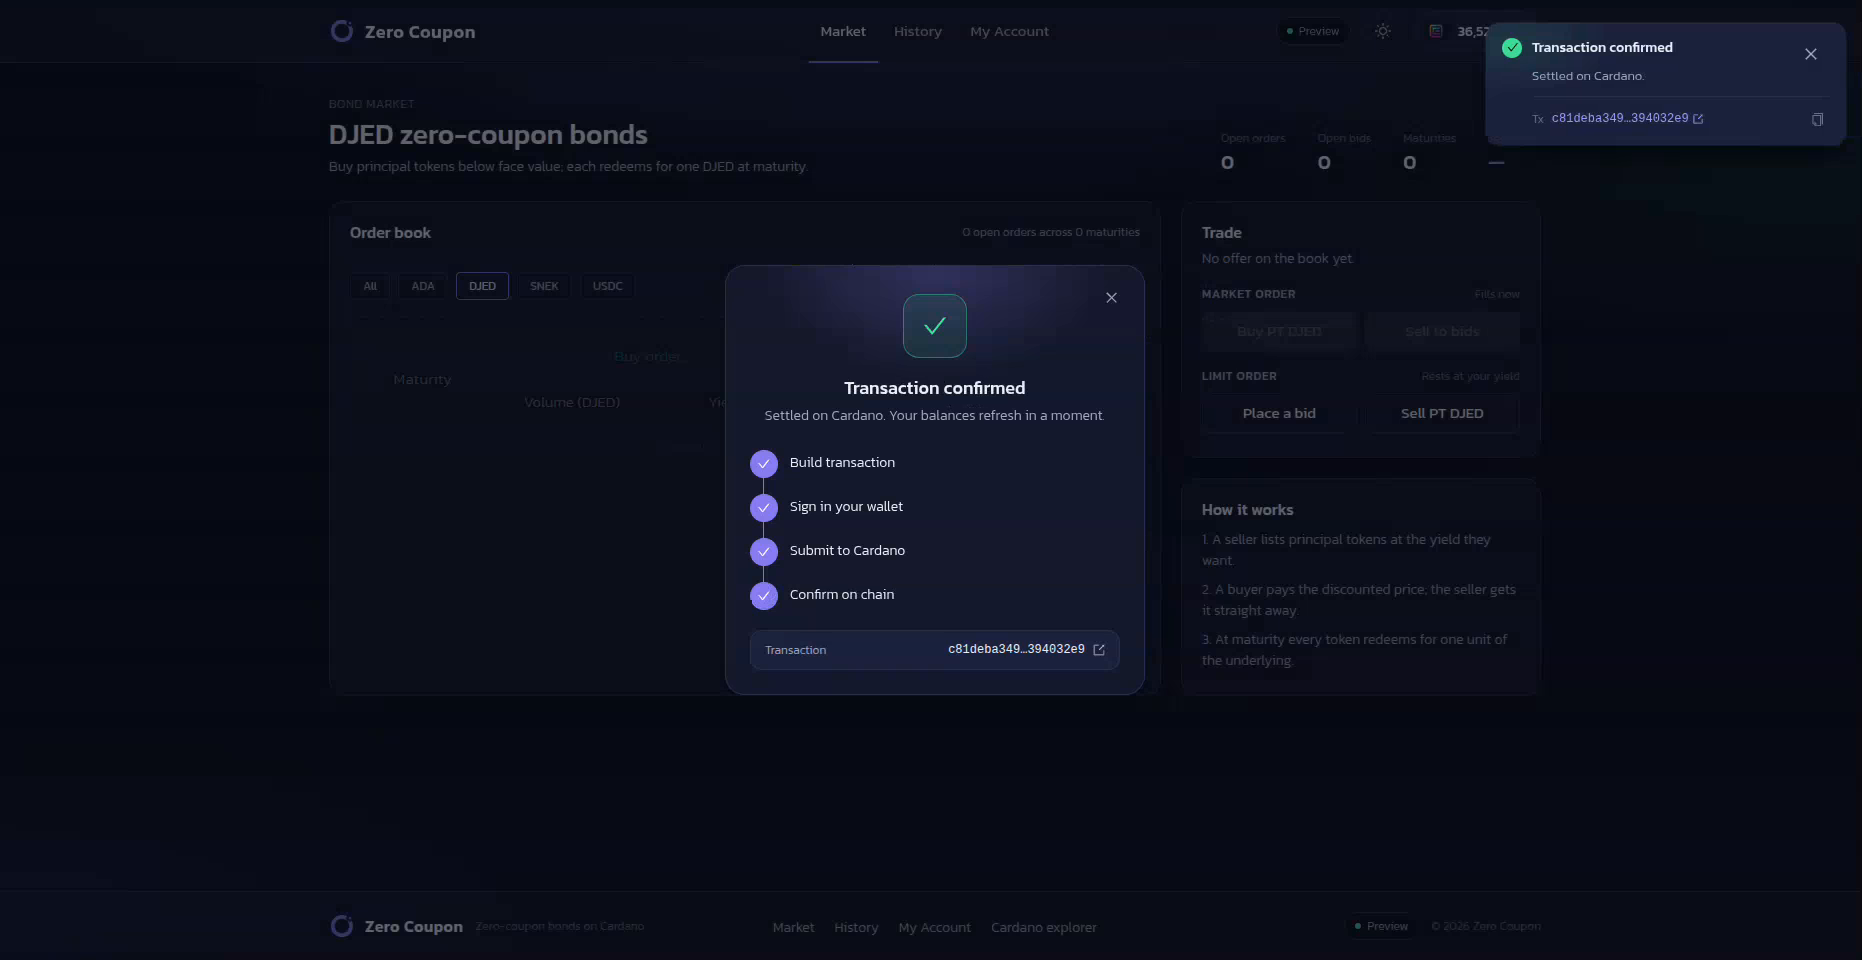 Zero Coupon
Market
History
My Account
Preview
36,52
Transaction confirmed
Settled on Cardano.
Tx c81deba349…394032e9
BOND MARKET
DJED zero-coupon bonds
Buy principal tokens below face value; each redeems for one DJED at maturity.
Open orders
0
Open bids
0
Maturities
0
—
Order book
0 open orders across 0 maturities
All
ADA
DJED
SNEK
USDC
Buy order
Maturity
Volume (DJED)
Transaction confirmed
Settled on Cardano. Your balances refresh in a moment.
Build transaction
Sign in your wallet
Submit to Cardano
Confirm on chain
Transaction c81deba349…394032e9
Trade
No offer on the book yet.
MARKET ORDER
Fills now
Buy PT DJED
Sell to bids
LIMIT ORDER
Rests at your yield
Place a bid
Sell PT DJED
How it works
1. A seller lists principal tokens at the yield they
want.
2. A buyer pays the discounted price; the seller gets
it straight away.
3. At maturity every token redeems for one unit of
the underlying.
Zero Coupon
Zero-coupon bonds on Cardano
Market
History
My Account
Cardano explorer
Preview
© 2026 Zero Coupon